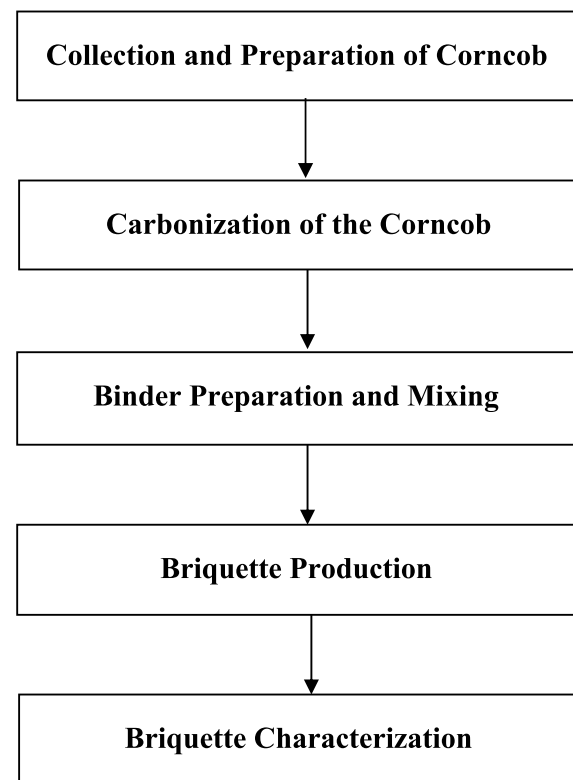 Collection and Preparation of Corncob
Carbonization of the Corncob
Binder Preparation and Mixing
Briquette Production
Briquette Characterization